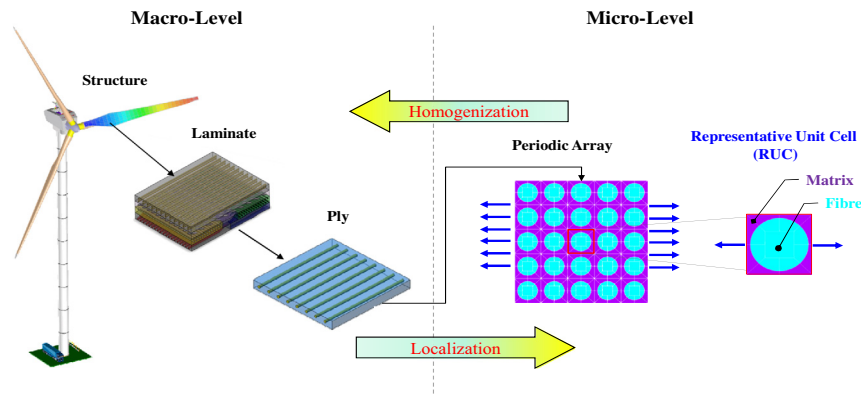 Macro-Level
Micro-Level
Structure
Homogenization
Laminate
Periodic Array
Representative Unit Cell
(RUC)
Matrix
Fibre
Ply
Localization